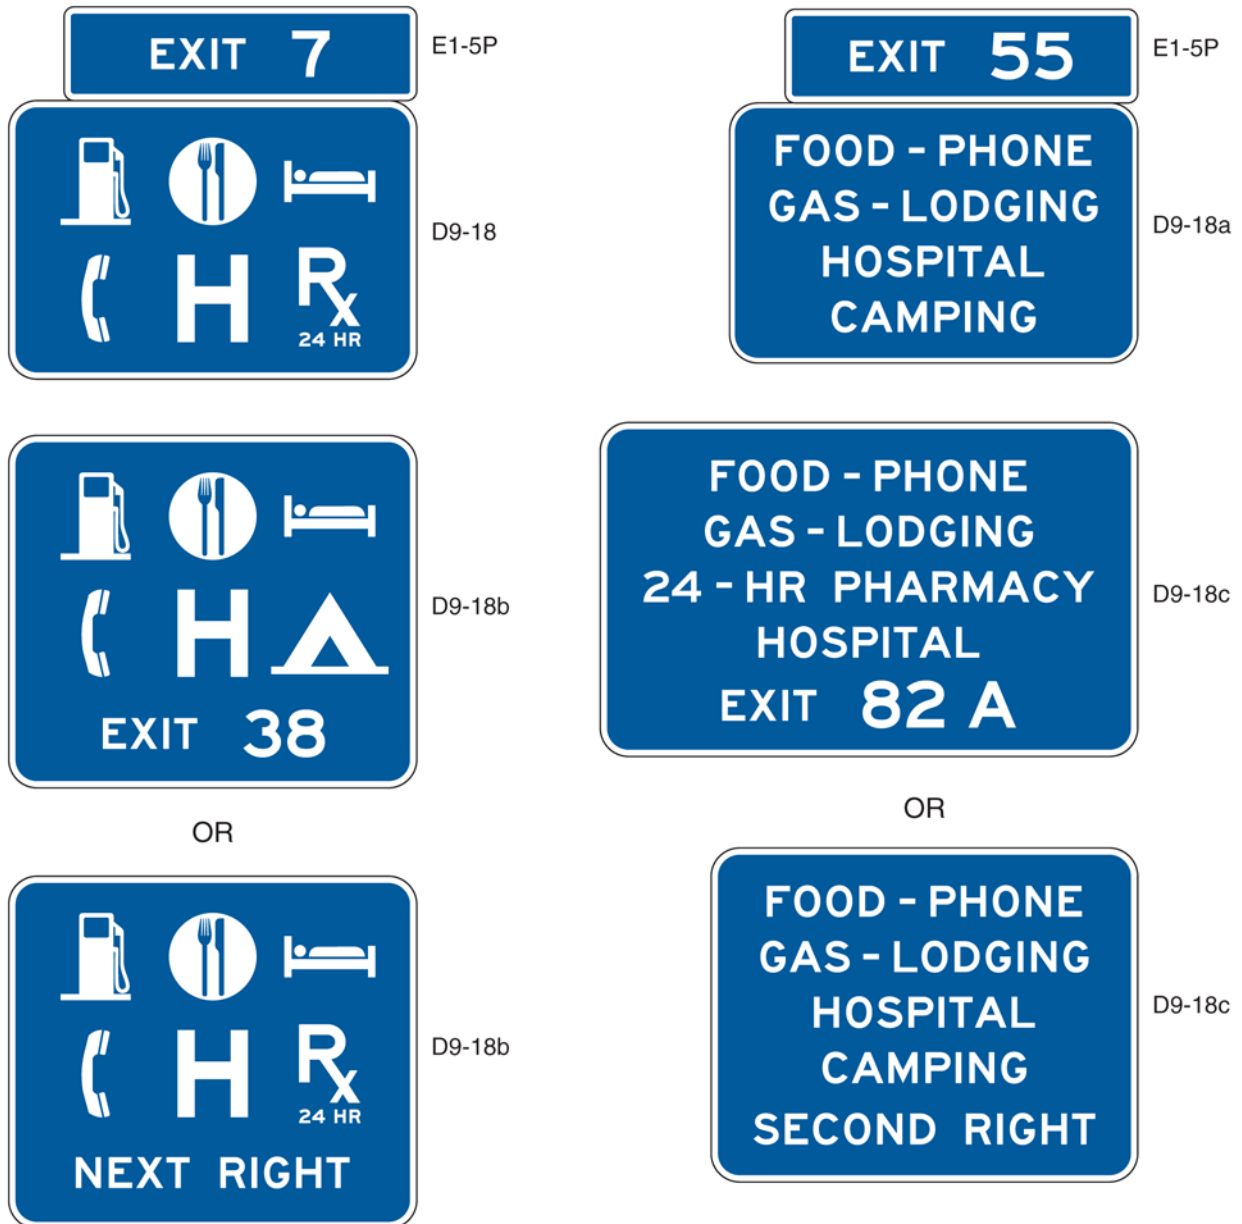 EXIT 7
E1-5P
H
Rx
24 HR
D9-18
EXIT 55
E1-5P
FOOD - PHONE
GAS - LODGING
HOSPITAL
CAMPING
D9-18a
H
D9-18b
EXIT 38
OR
H
Rx
24 HR
D9-18b
NEXT RIGHT
FOOD - PHONE
GAS - LODGING
24 - HR PHARMACY
HOSPITAL
EXIT 82 A
D9-18c
OR
FOOD - PHONE
GAS - LODGING
HOSPITAL
CAMPING
SECOND RIGHT
D9-18c